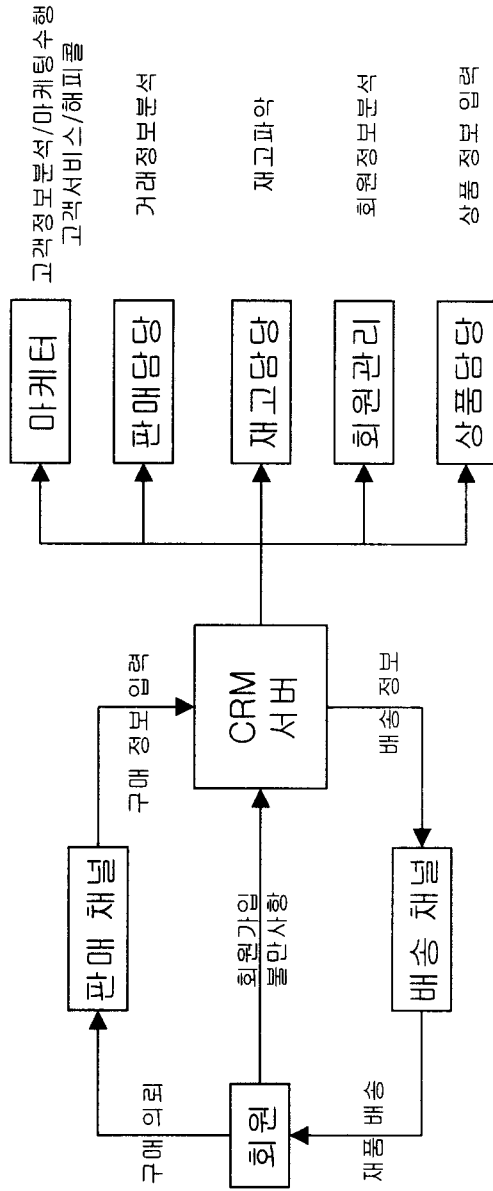 고객정보분석/마케팅수행
고객서비스/해피콜
거래정보분석
재고파악
회원정보분석
상품 정보 입력
마케터
판매담당
재고담당
회원관리
상품담당
구매 정보 입력
CRM
서버
배송 정보
판매 채널
회원가입
불만사항
배송 채널
구매 의뢰
회원
재품 배송